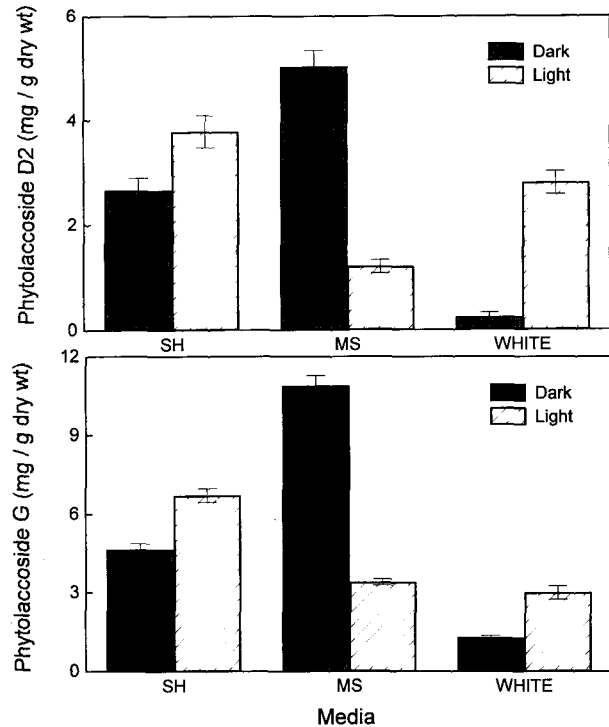 Phytolaccoside D2 (mg / g dry wt)
6
4
2
0
Dark
Light
SH MS WHITE
Phytolaccoside G (mg / g dry wt)
12
9
6
3
0
Dark
Light
SH MS WHITE
Media